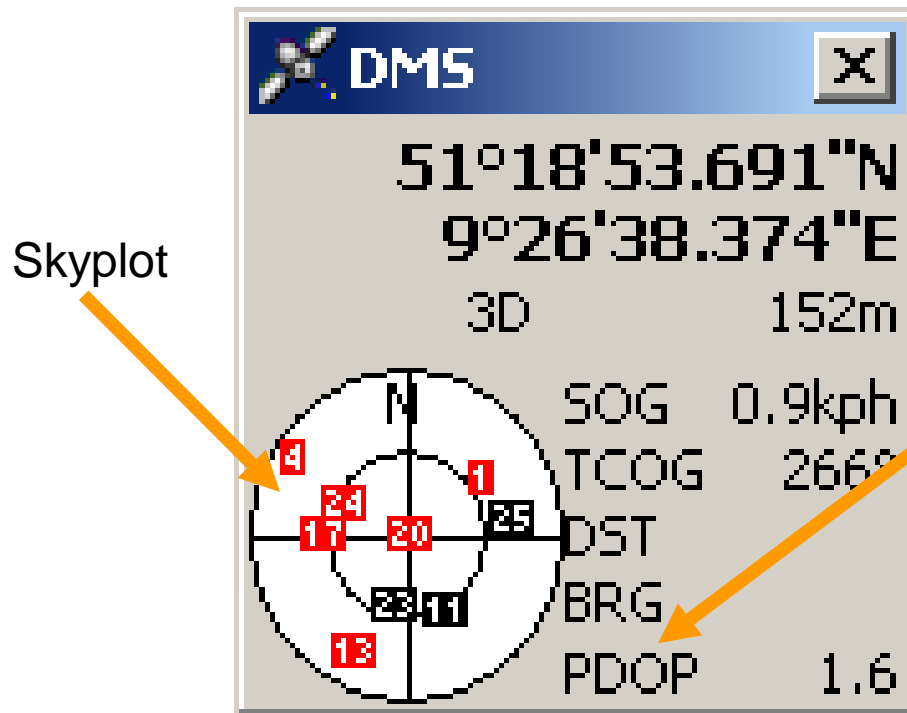 DMS
51°18'53.691"N
9°26'38.374"E
Skyplot
3D 152m
N
SOG 0.9kph
4 1 TCOG 266°
24 25
17 20 DST
23 11 BRG
13 PDOP 1.6